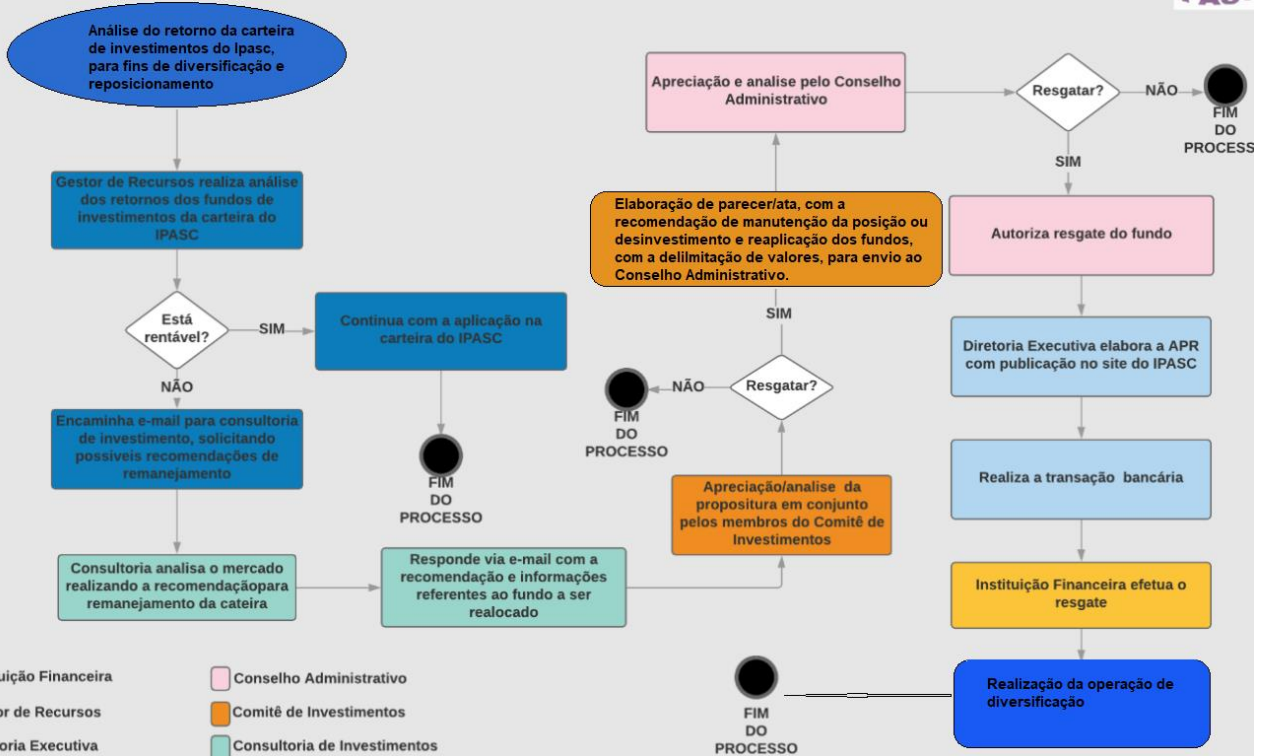 Análise do retorno da carteira
de investimentos do Ipasc,
para fins de diversificação e
reposicionamento
Gestor de Recursos realiza análise
dos retornos dos fundos de
investimentos da carteira do
IPASC
Está
rentável?
SIM
Continua com a aplicação na
carteira do IPASC
FIM
DO
PROCESSO
NÃO
Encaminha e-mail para consultoria
de investimento, solicitando
possiveis recomendações de
remanejamento
Consultoria analisa o mercado
realizando a recomendaçãopara
remanejamento da cateira
Responde via e-mail com a
recomendação e informações
referentes ao fundo a ser
realocado
Apreciação/analise da
propositura em conjunto
pelos membros do Comitê de
Investimentos
Resgatar?
NÃO
FIM
DO
PROCESSO
SIM
Elaboração de parecer/ata, com a
recomendação de manutenção da posição ou
desinvestimento e reaplicação dos fundos,
com a delilmitação de valores, para envio ao
Conselho Administrativo.
Apreciação e analise pelo Conselho
Administrativo
Resgatar?
NÃO
FIM
DO
PROCESS
SIM
Autoriza resgate do fundo
Diretoria Executiva elabora a APR
com publicação no site do IPASC
Realiza a transação bancária
Instituição Financeira efetua o
resgate
Realização da operação de
diversificação
FIM
DO
PROCESSO
uição Financeira
or de Recursos
oria Executiva
Conselho Administrativo
Comitê de Investimentos
Consultoria de Investimentos